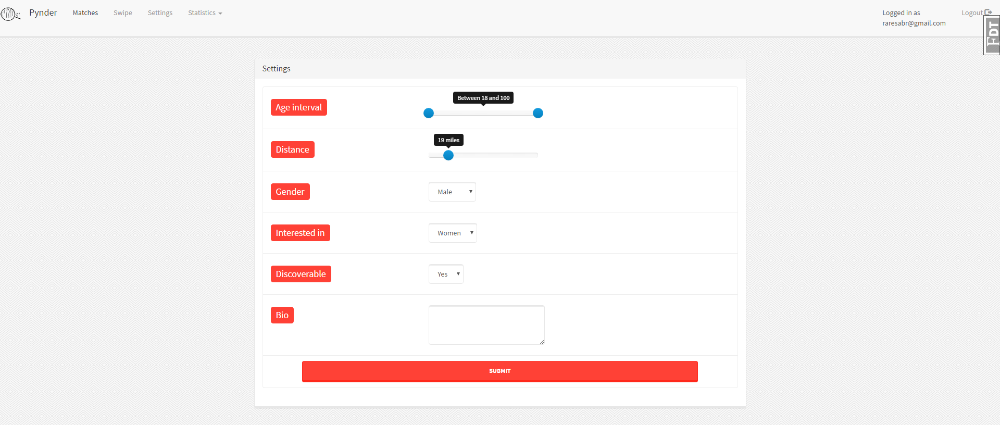 Pynder
Matches
Swipe
Settings
Statistics
Logged in as
raresabr@gmail.com
Logout
FDT
Settings
Age interval
Between 18 and 100
Distance
19 miles
Gender
Male
Interested in
Women
Discoverable
Yes
Bio
SUBMIT